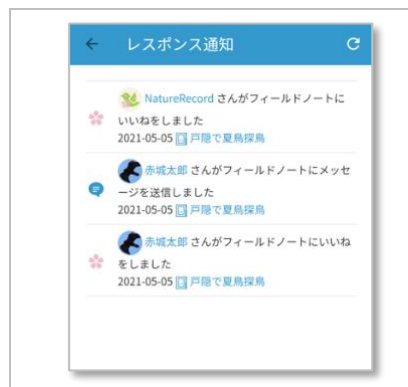 レスポンス通知
NatureRecord さんがフィールドノートに
いいねをしました
2021-05-05 戸隠で夏鳥探鳥
赤城太郎 さんがフィールドノートにメッセ
ージを送信しました
2021-05-05 戸隠で夏鳥探鳥
赤城太郎 さんがフィールドノートにいいね
をしました
2021-05-05 戸隠で夏鳥探鳥